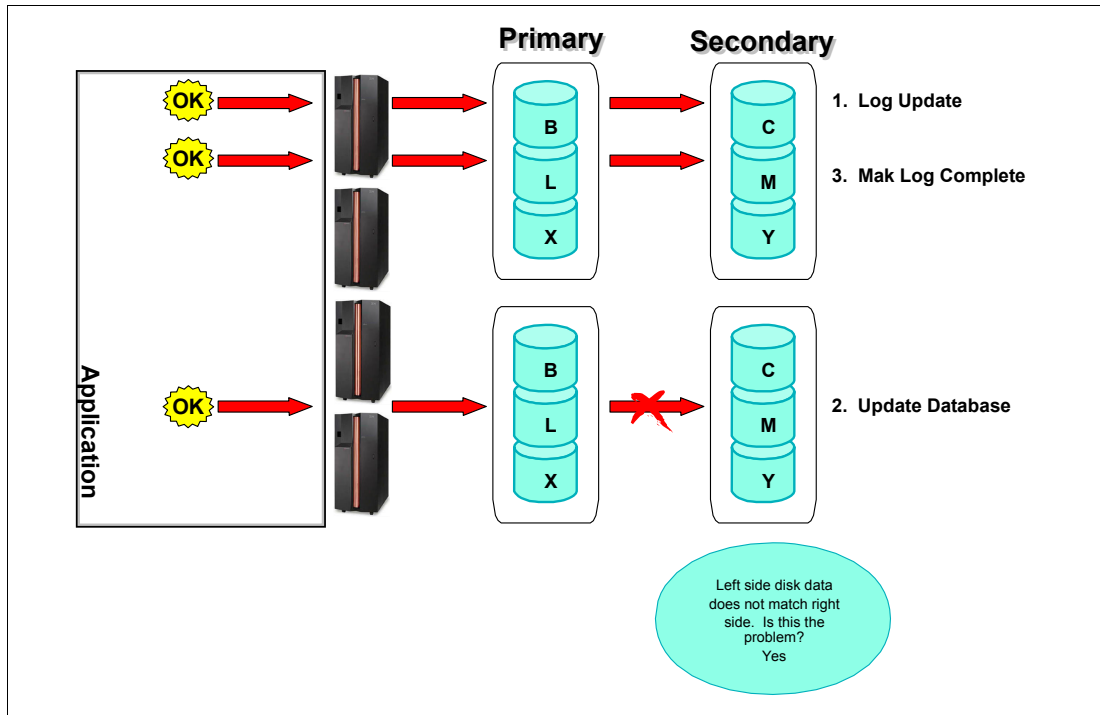 Primary
Secondary
OK
B
C
1. Log Update
OK
L
M
3. Mak Log Complete
X
Y
Application
B
C
OK
L
M
2. Update Database
X
Y
Left side disk data
does not match right
side. Is this the
problem?
Yes